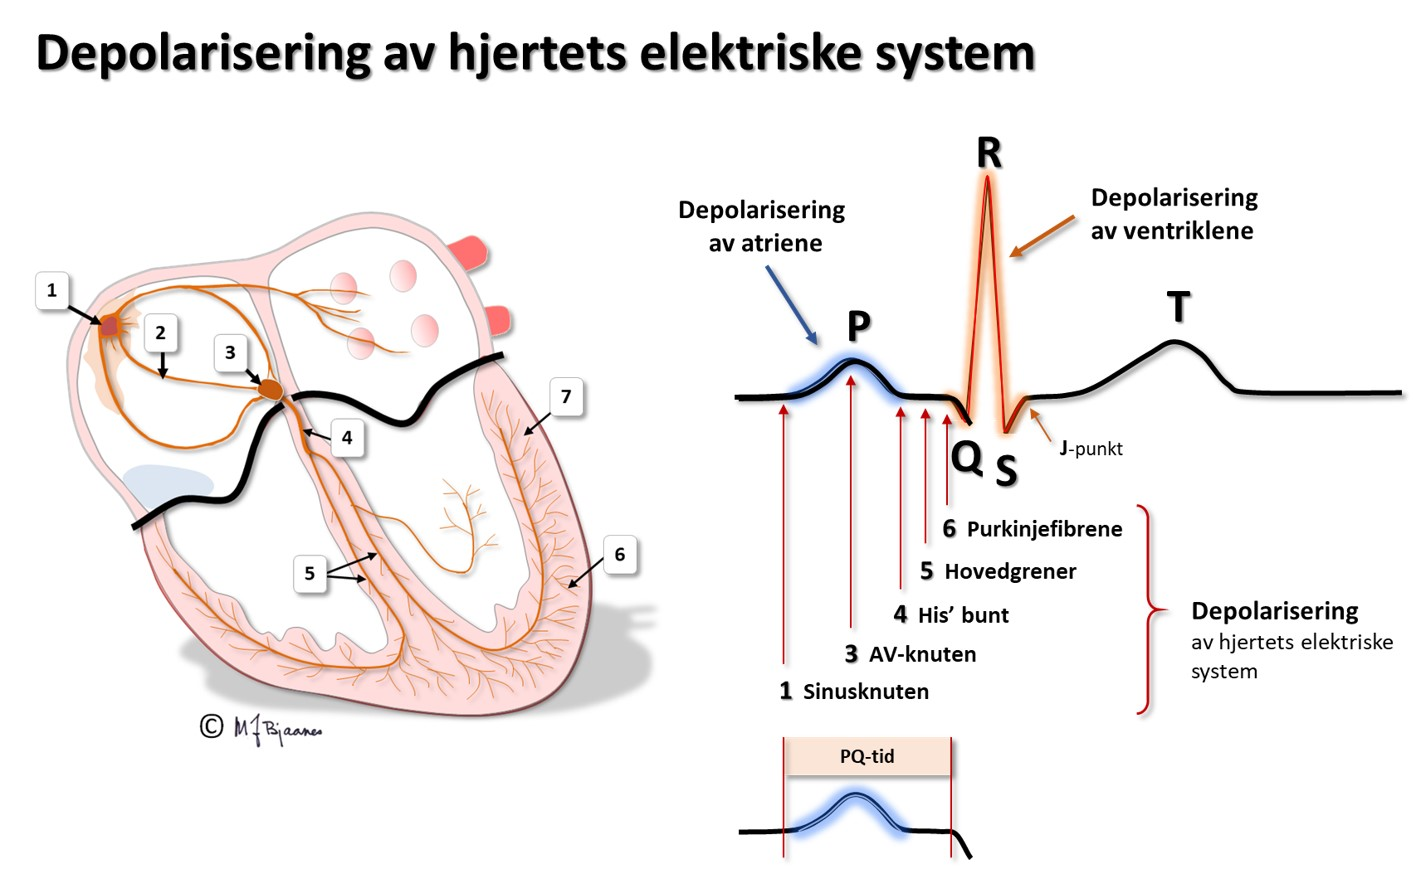 Depolarisering av hjertets elektriske system
R
Depolarisering
av atriene
Depolarisering
av ventriklene
P
T
Q
S
J-punkt
1
2
3
4
5
6
7
6 Purkinjefibrene
5 Hovedgrener
4 His’ bunt
3 AV-knuten
1 Sinusknuten
Depolarisering
av hjertets elektriske
system
© MJBjaanes
PQ-tid